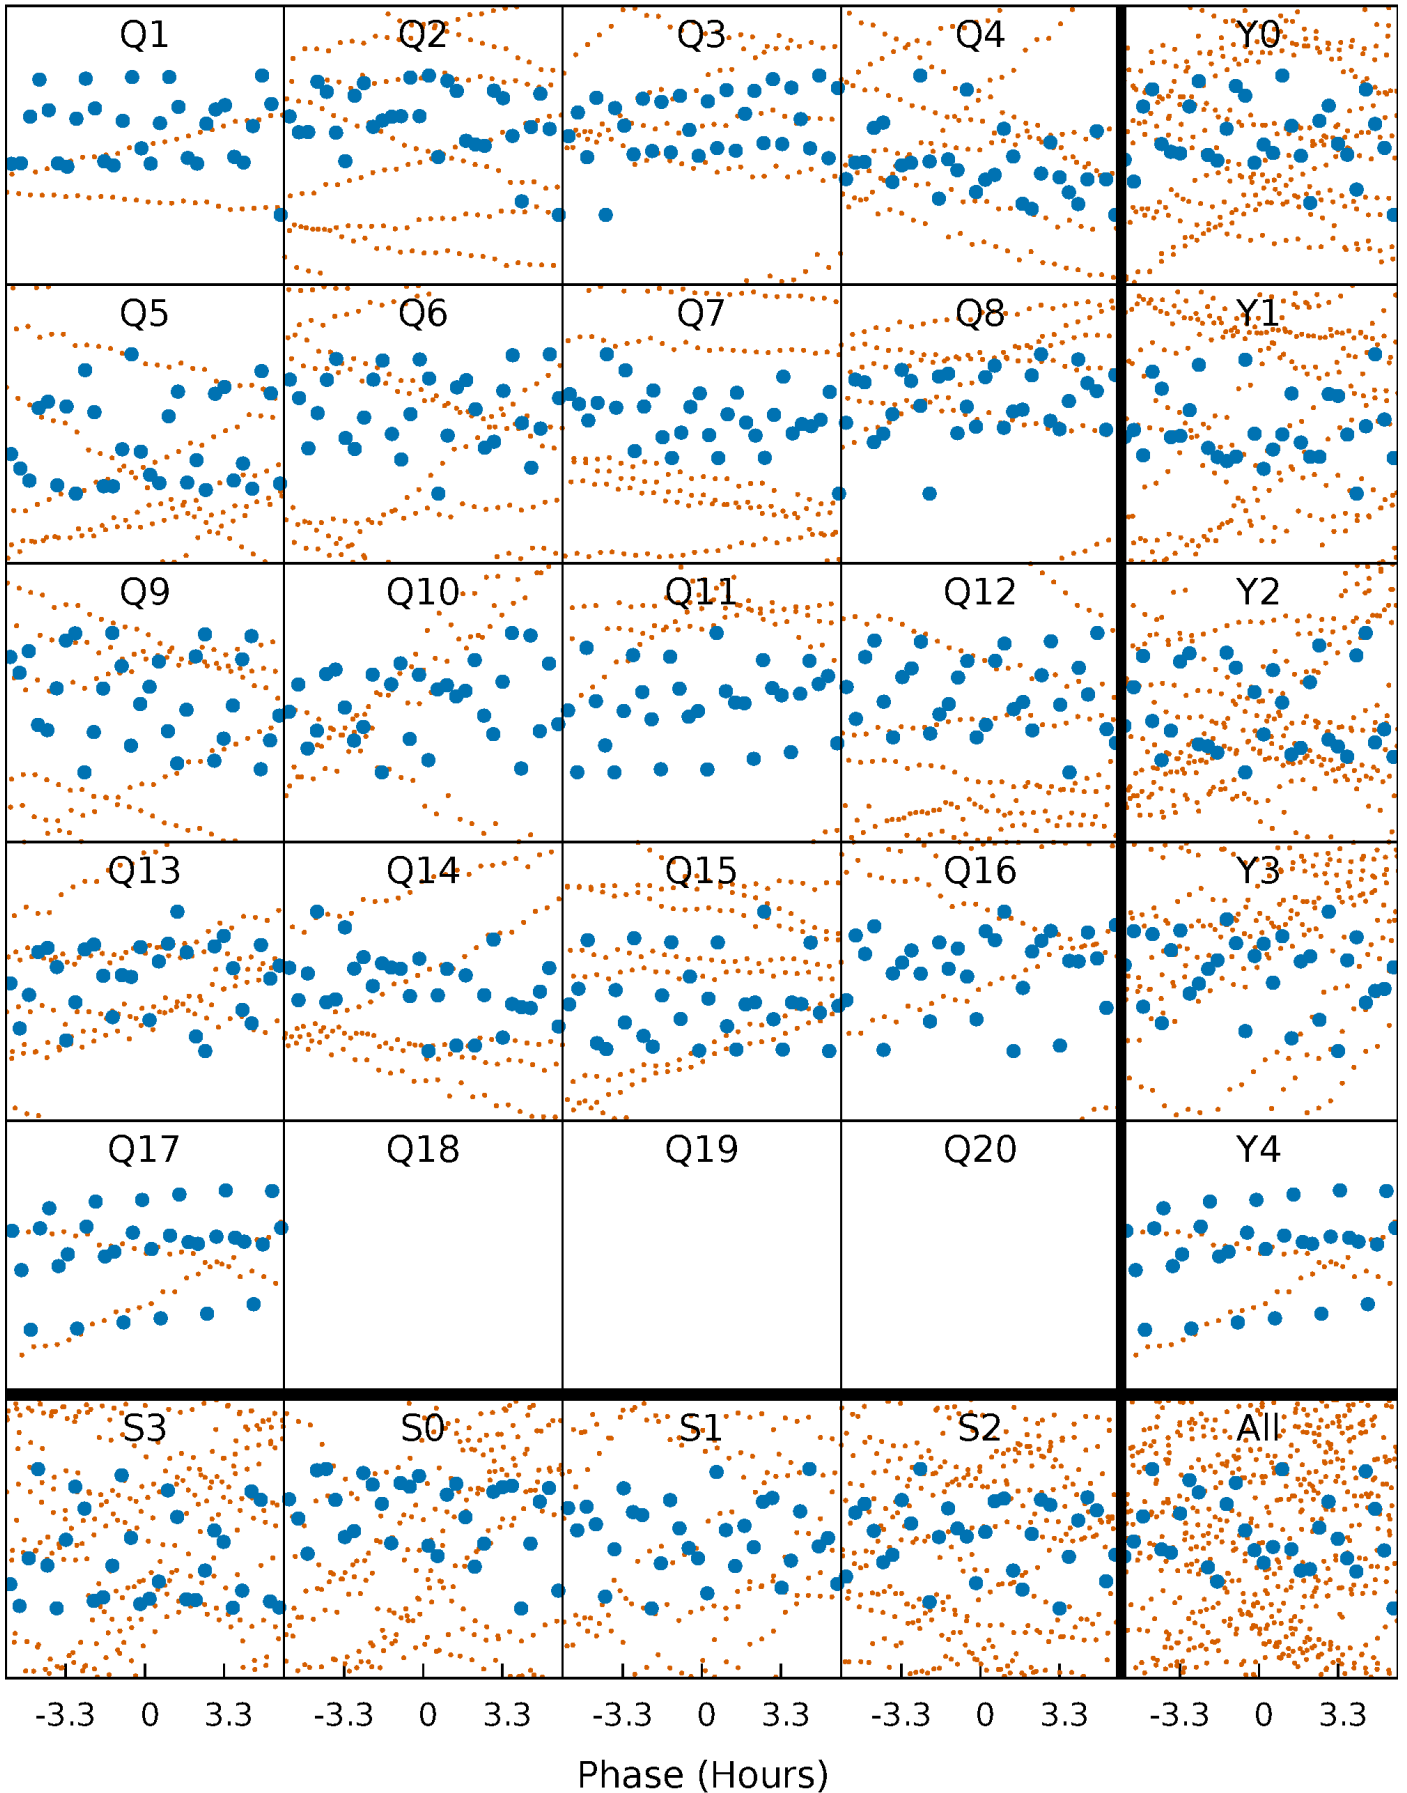 Q1 Q2 Q3 Q4 Y0
Q5 Q6 Q7 Q8 Y1
Q9 Q10 Q11 Q12 Y2
Q13 Q14 Q15 Q16 Y3
Q17 Q18 Q19 Q20 Y4
S3 S0 S1 S2 All
-3.3 0 3.3 -3.3 0 3.3 -3.3 0 3.3 -3.3 0 3.3 -3.3 0 3.3
Phase (Hours)